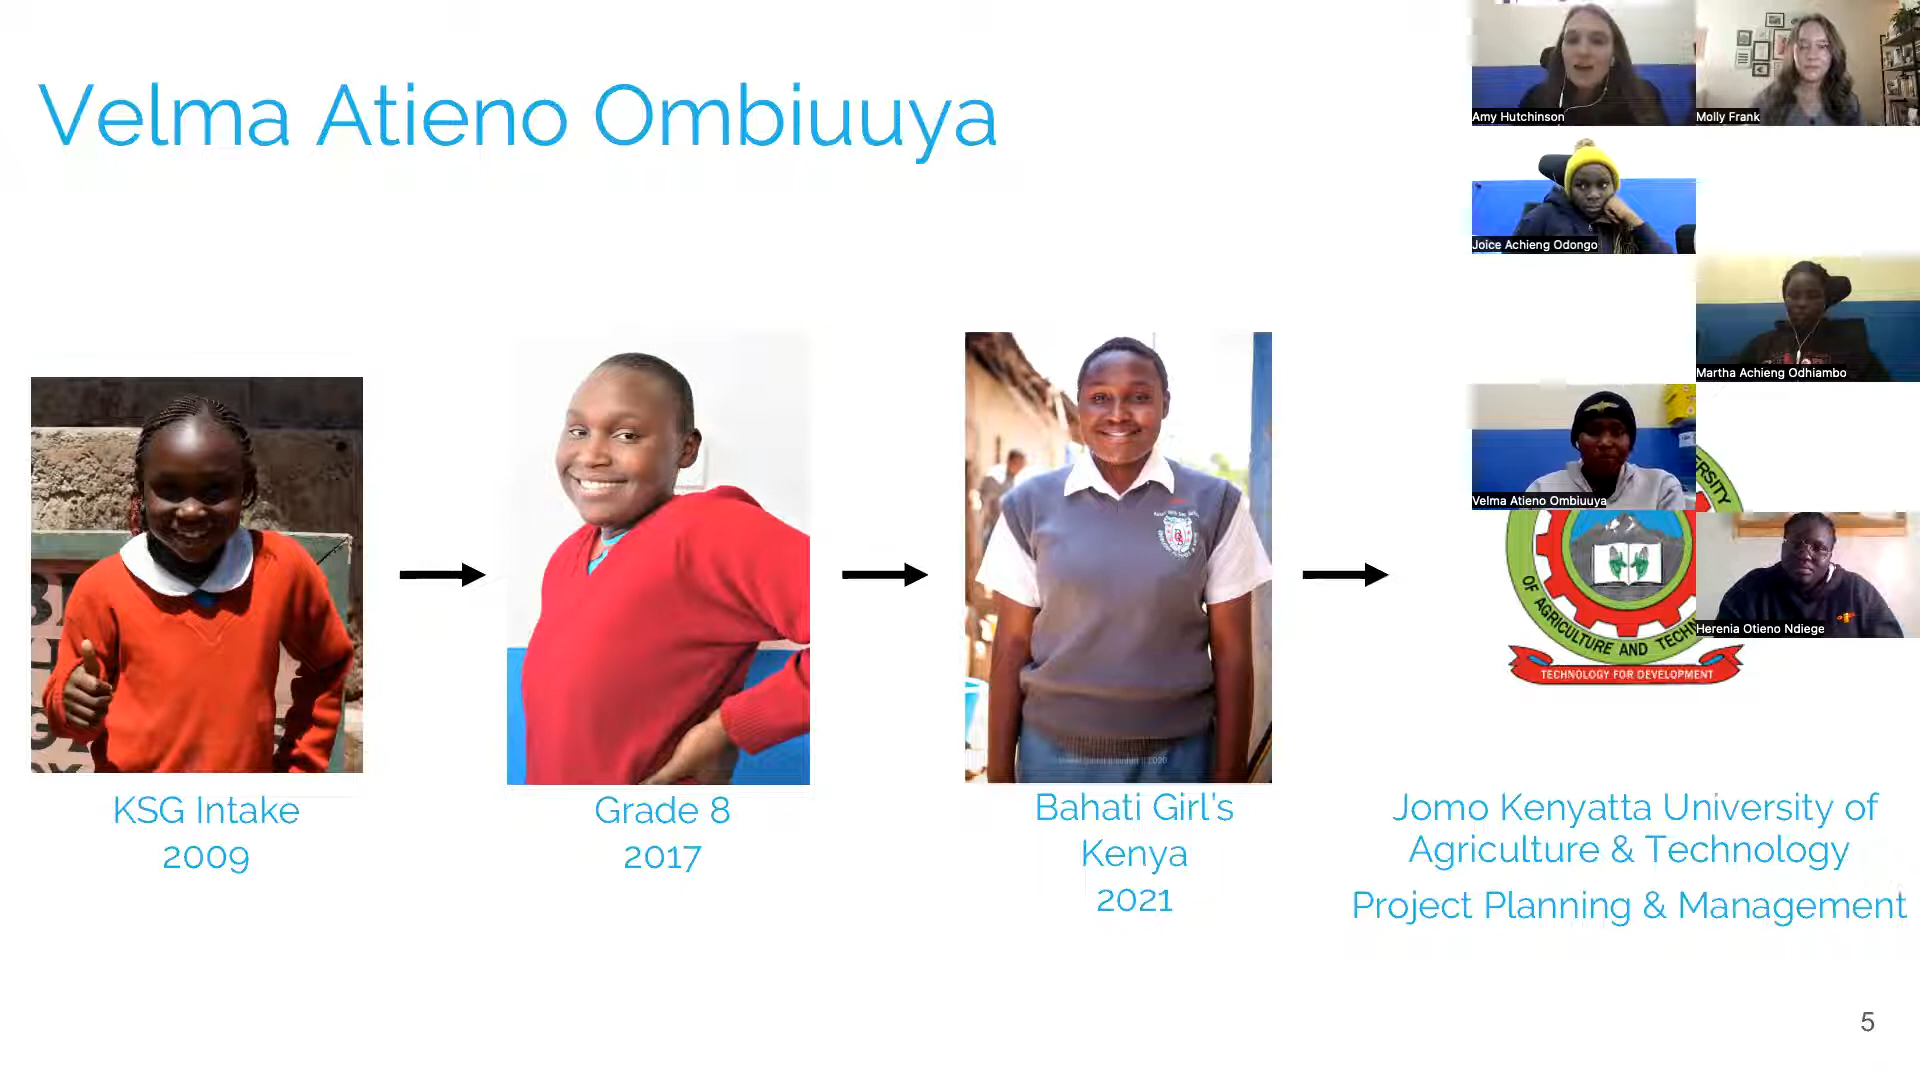 Velma Atieno Ombiuuya
Amy Hutchinson
Molly Frank
Joice Achieng Odongo
Martha Achieng Odhiambo
Velma Atieno Ombiuuya
Herenia Otieno Ndiege
OF AGRICULTURE AND
TECHNOLOGY FOR DEVELOPMENT
KSG Intake
2009
Grade 8
2017
Bahati Girl's
Kenya
2021
Jomo Kenyatta University of
Agriculture & Technology
Project Planning & Management
5